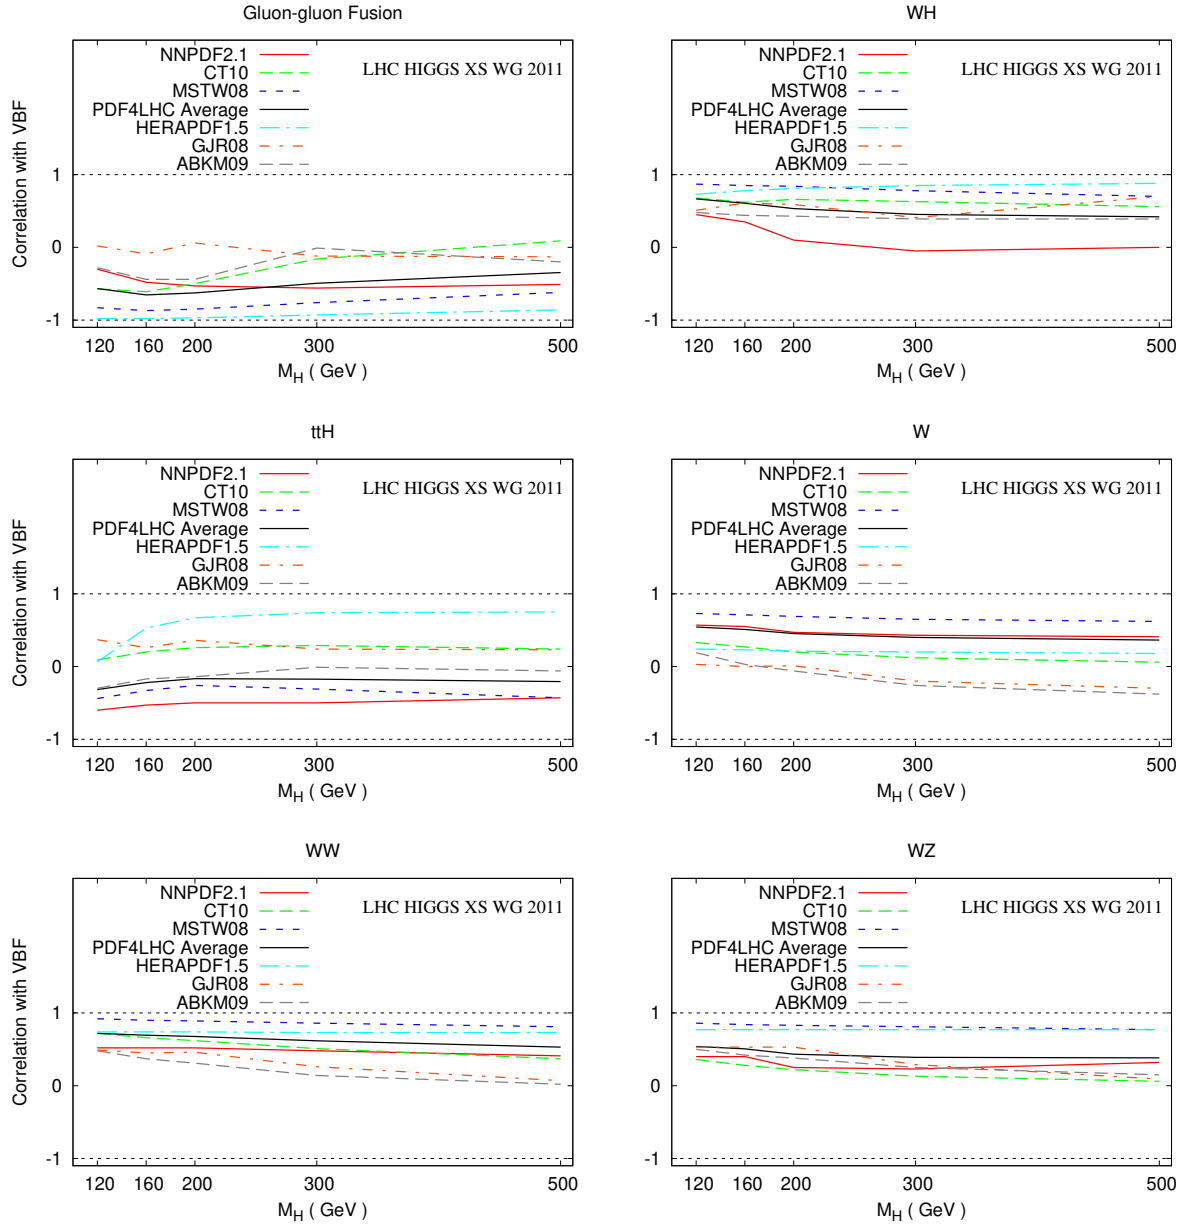 Gluon-gluon Fusion
NNPDF2.1
CT10
MSTW08
PDF4LHC Average
HERAPDF1.5
GJR08
ABKM09
LHC HIGGS XS WG 2011
Correlation with VBF
1
0
-1
120 160 200 300 500
M_H ( GeV )
WH
NNPDF2.1
CT10
MSTW08
PDF4LHC Average
HERAPDF1.5
GJR08
ABKM09
LHC HIGGS XS WG 2011
1
0
-1
120 160 200 300 500
M_H ( GeV )
ttH
NNPDF2.1
CT10
MSTW08
PDF4LHC Average
HERAPDF1.5
GJR08
ABKM09
LHC HIGGS XS WG 2011
Correlation with VBF
1
0
-1
120 160 200 300 500
M_H ( GeV )
W
NNPDF2.1
CT10
MSTW08
PDF4LHC Average
HERAPDF1.5
GJR08
ABKM09
LHC HIGGS XS WG 2011
1
0
-1
120 160 200 300 500
M_H ( GeV )
WW
NNPDF2.1
CT10
MSTW08
PDF4LHC Average
HERAPDF1.5
GJR08
ABKM09
LHC HIGGS XS WG 2011
Correlation with VBF
1
0
-1
120 160 200 300 500
M_H ( GeV )
WZ
NNPDF2.1
CT10
MSTW08
PDF4LHC Average
HERAPDF1.5
GJR08
ABKM09
LHC HIGGS XS WG 2011
1
0
-1
120 160 200 300 500
M_H ( GeV )